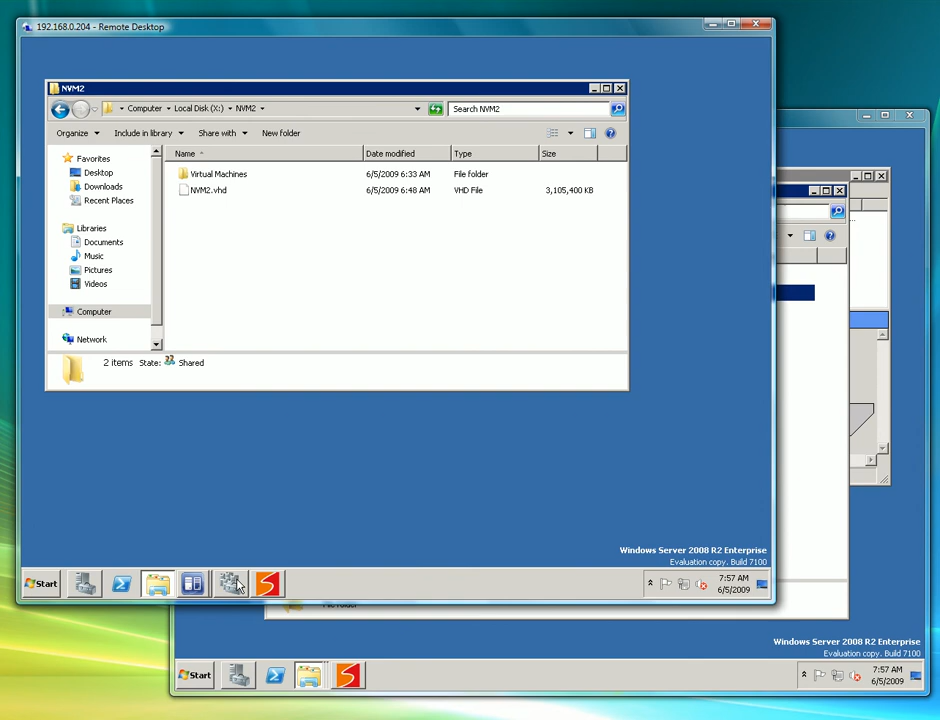 192.168.0.204 - Remote Desktop
NVM2
Computer Local Disk (X:) NVM2
Search NVM2
Organize Include in library Share with New folder
Name Date modified Type Size
Favorites
Desktop
Downloads
Recent Places
Libraries
Documents
Music
Pictures
Videos
Computer
Network
Virtual Machines 6/5/2009 6:33 AM File folder
NVM2.vhd 6/5/2009 6:48 AM VHD File 3,105,400 KB
2 items State: Shared
Windows Server 2008 R2 Enterprise
Evaluation copy. Build 7100
Start
7:57 AM
6/5/2009
Windows Server 2008 R2 Enterprise
Evaluation copy. Build 7100
Start
7:57 AM
6/5/2009